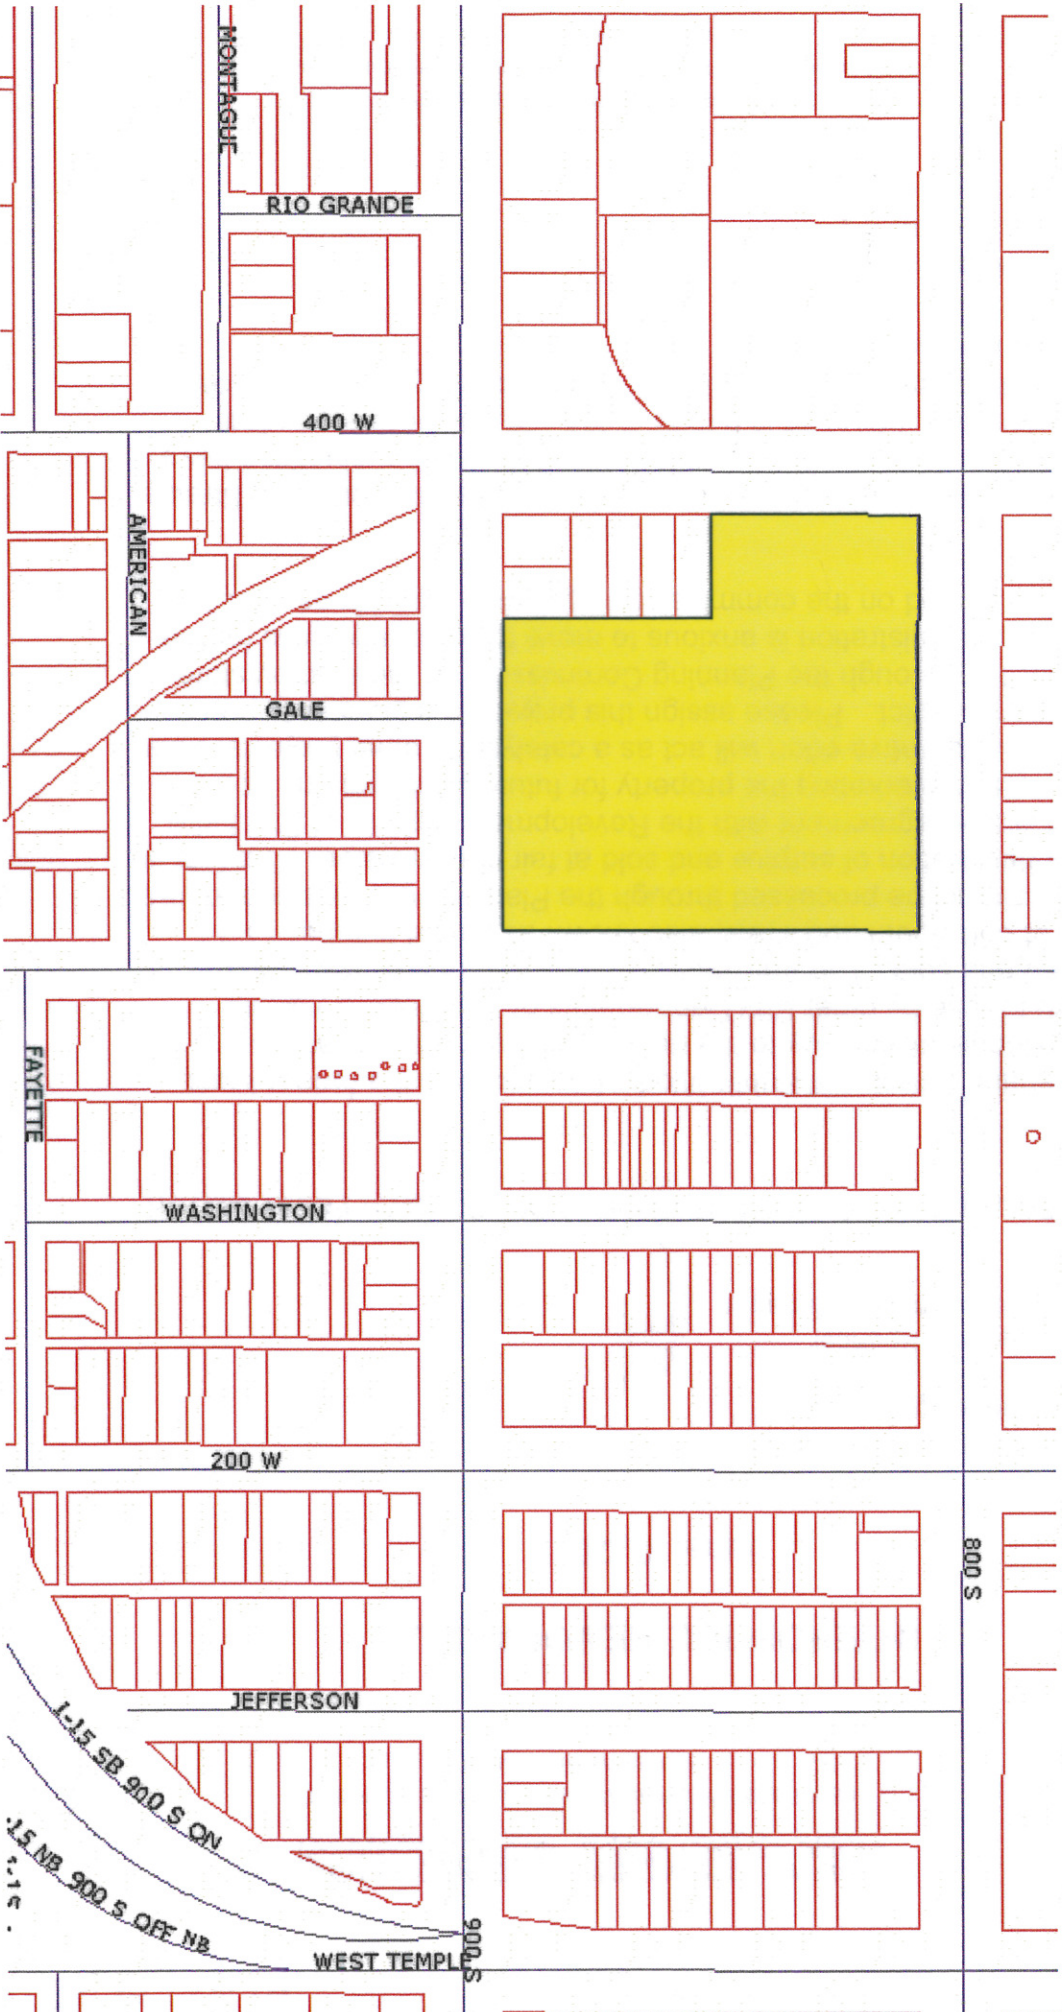 MONTAGUE
RIO GRANDE
400 W
AMERICAN
GALE
FAYETTE
WASHINGTON
200 W
800 S
JEFFERSON
I-15 SB 900 S ON
-15 NB 900 S OFF NB
900 S
WEST TEMPLE